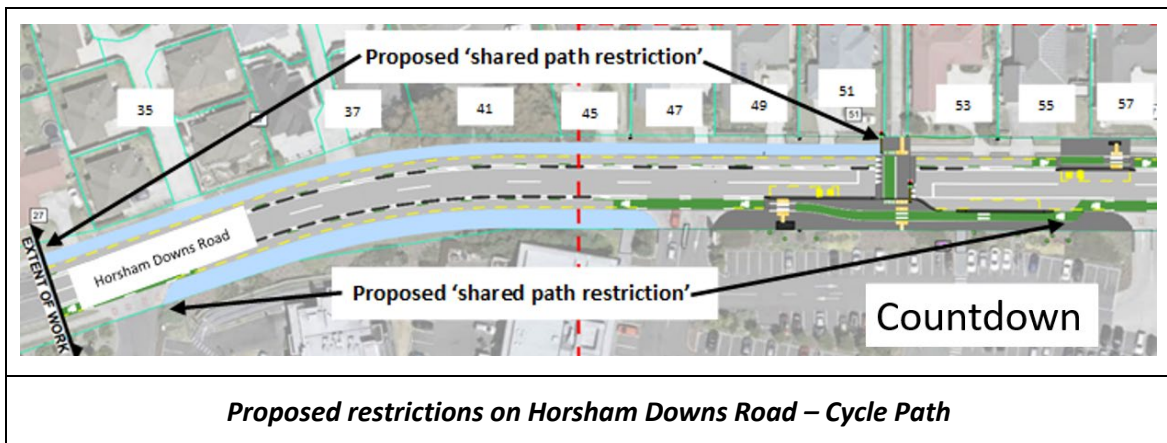 Proposed ‘shared path restriction’
35
37
41
45
47
49
51
51
53
55
57
27
EXTENT OF WORK
Horsham Downs Road
Proposed ‘shared path restriction’
Countdown
Proposed restrictions on Horsham Downs Road – Cycle Path